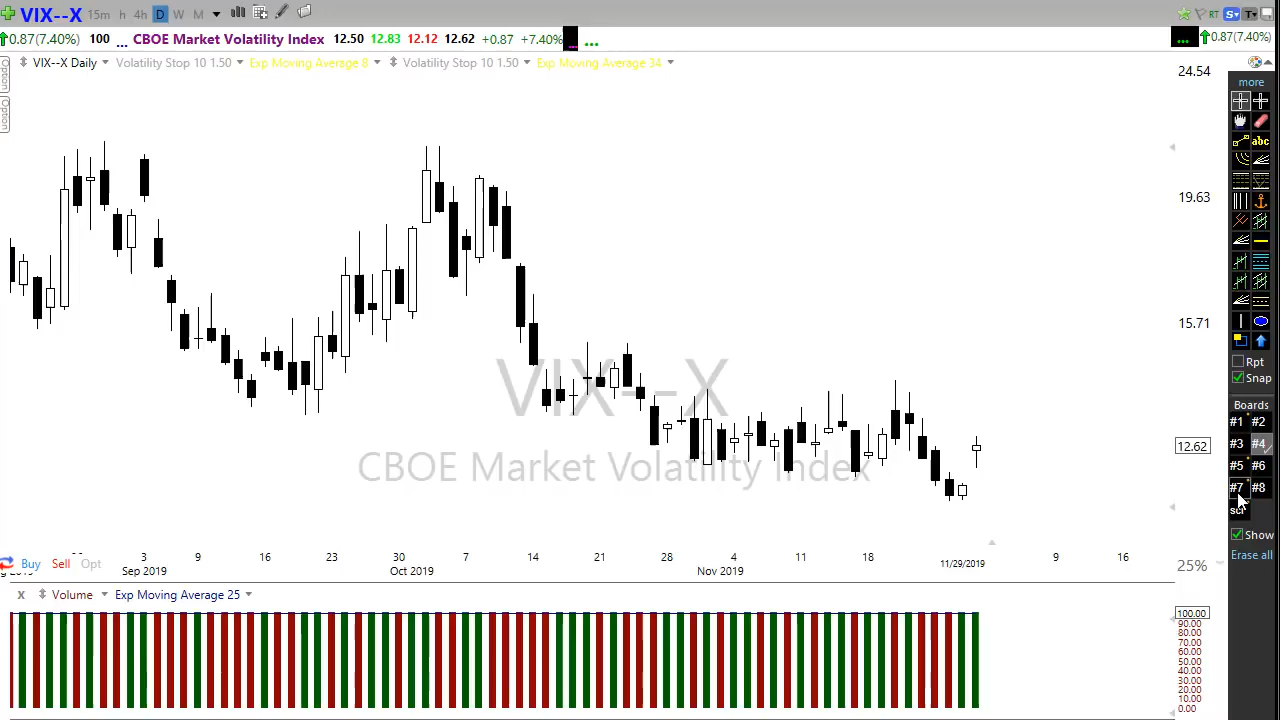 VIX--X 15m h 4h D W M RT S T
0.87(7.40%) 100 ... CBOE Market Volatility Index 12.50 12.83 12.12 12.62 +0.87 +7.40% ... ... ... 0.87(7.40%)
Option
Option
VIX--X Daily Volatility Stop 10 1.50 Exp Moving Average 8 Volatility Stop 10 1.50 Exp Moving Average 34
24.54
19.63
15.71
12.62
VIX--X
CBOE Market Volatility Index
more
abc
Rpt
Snap
Boards
#1 #2
#3 #4
#5 #6
#7 #8
scr
Show
Erase all
3 9 16 23 30 7 14 21 28 4 11 18 9 16
Sep 2019 Oct 2019 Nov 2019 11/29/2019
Buy Sell Opt
25%
X Volume Exp Moving Average 25
100.00
90.00
80.00
70.00
60.00
50.00
40.00
30.00
20.00
10.00
0.00